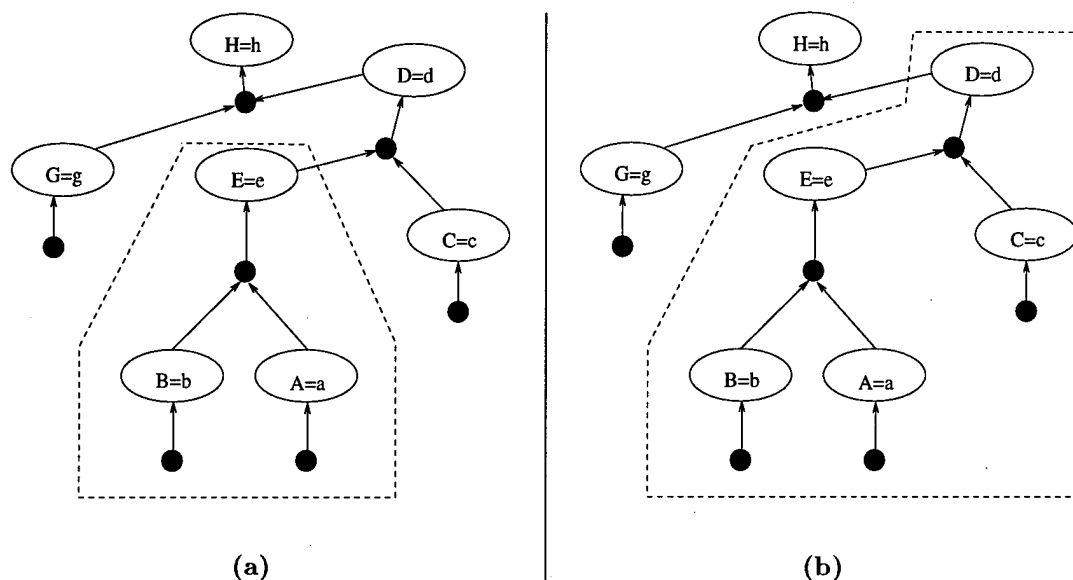 H=h
D=d
G=g
E=e
C=c
B=b
A=a
(a)
H=h
D=d
G=g
E=e
C=c
B=b
A=a
(b)